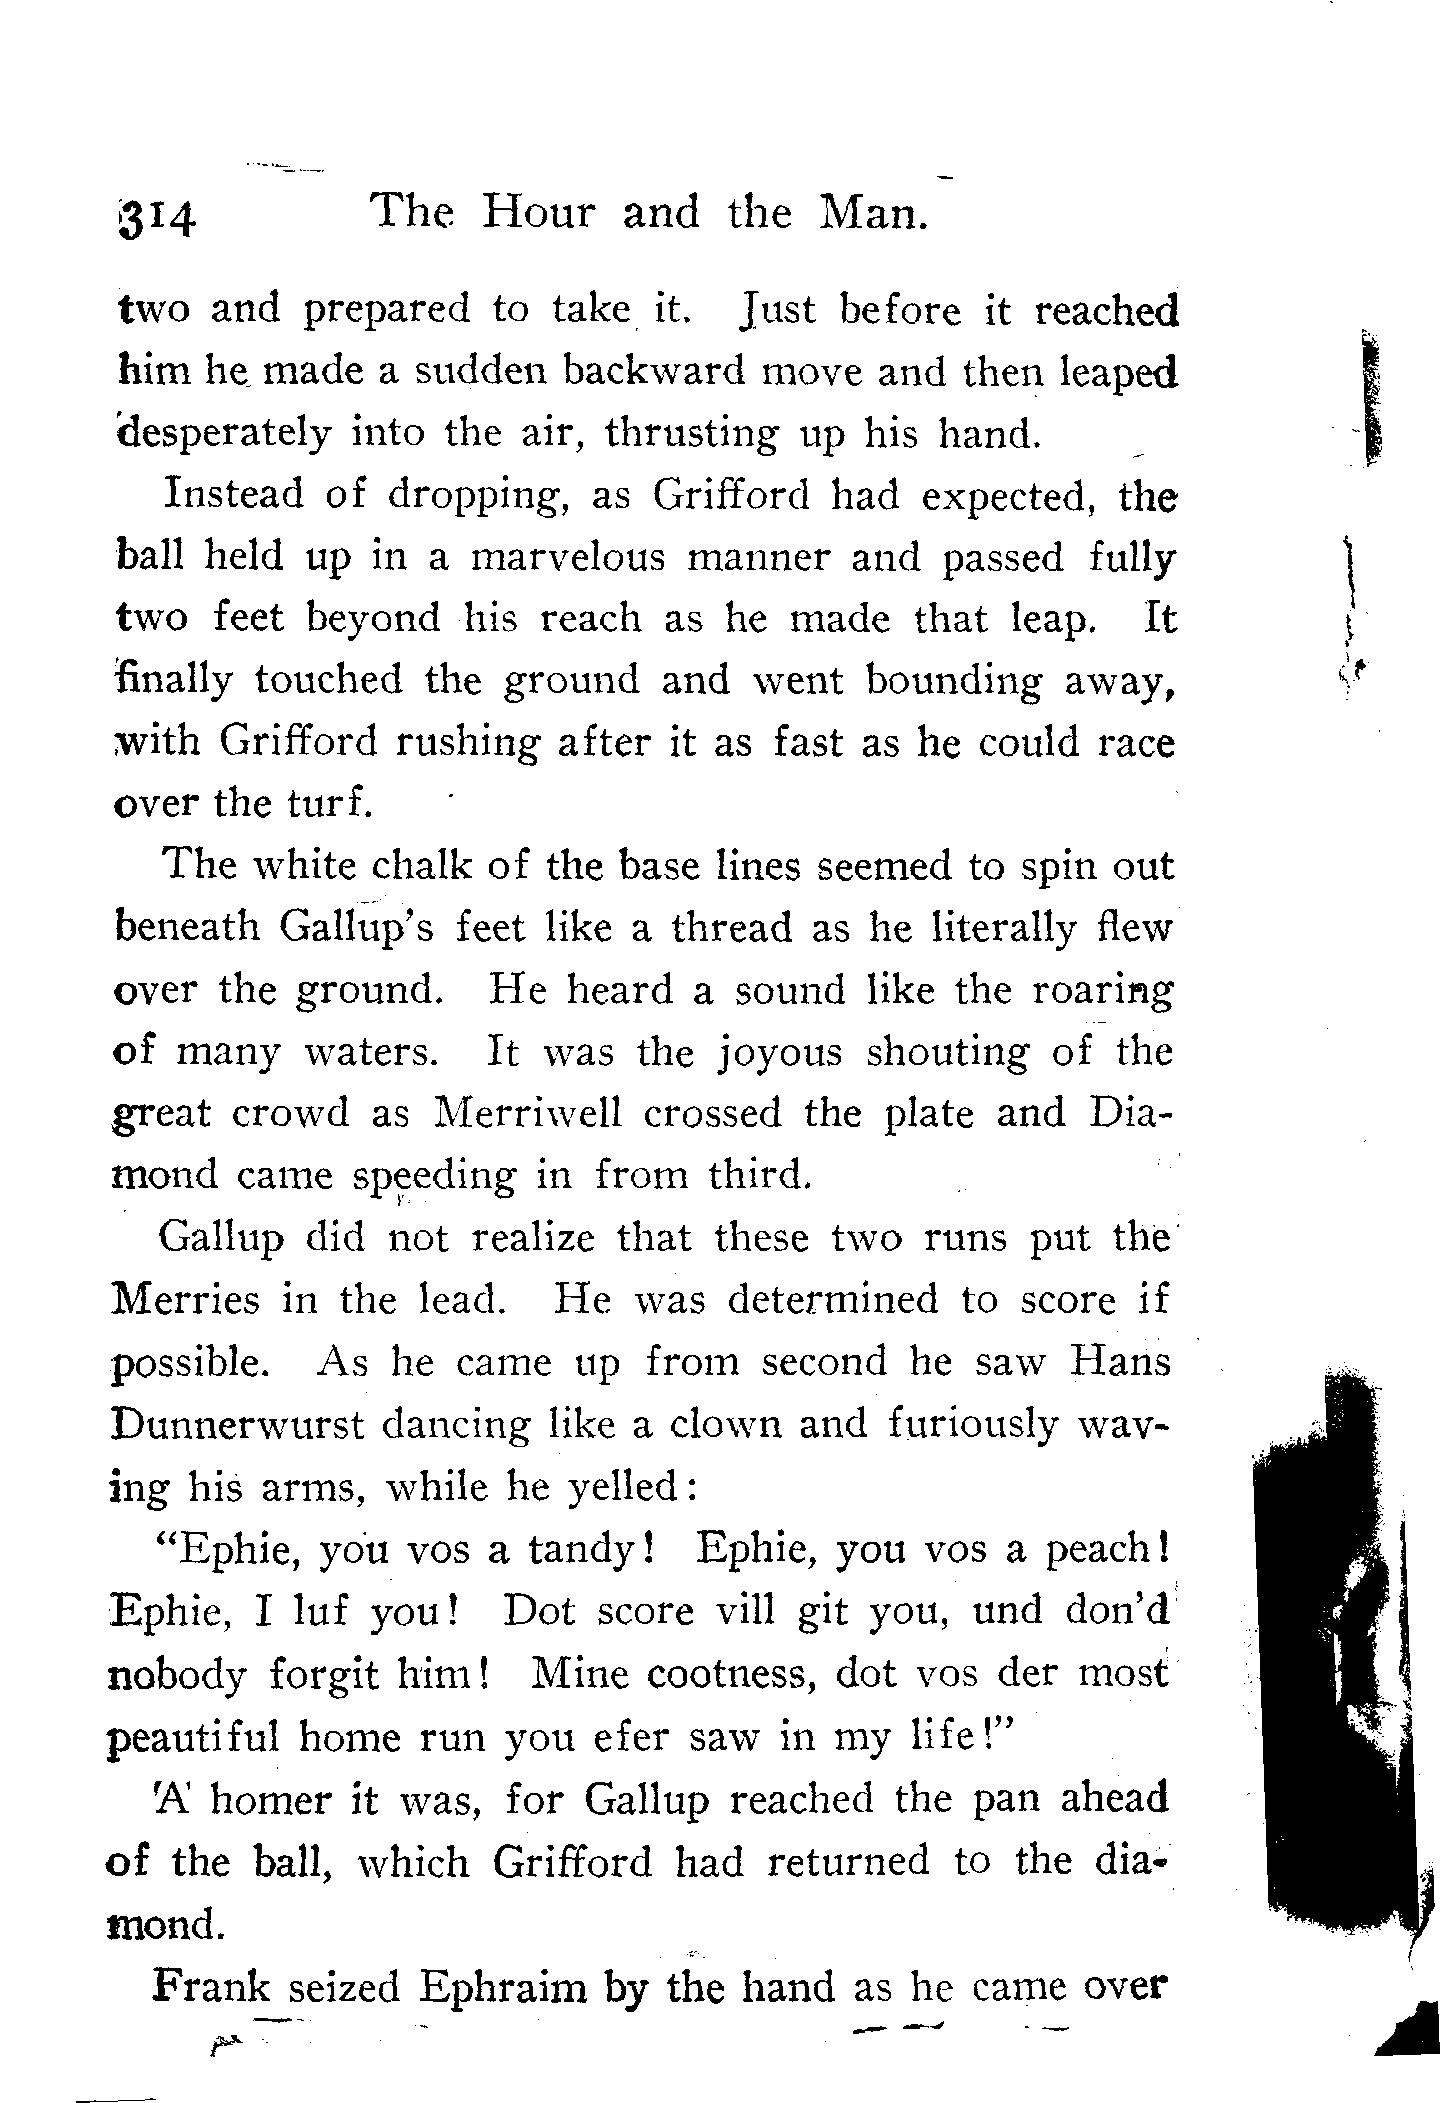 314 The Hour and the Man.
two and prepared to take it. Just before it reached
him he made a sudden backward move and then leaped
desperately into the air, thrusting up his hand.
Instead of dropping, as Grifford had expected, the
ball held up in a marvelous manner and passed fully
two feet beyond his reach as he made that leap. It
finally touched the ground and went bounding away,
with Grifford rushing after it as fast as he could race
over the turf.
The white chalk of the base lines seemed to spin out
beneath Gallup's feet like a thread as he literally flew
over the ground. He heard a sound like the roaring
of many waters. It was the joyous shouting of the
great crowd as Merriwell crossed the plate and Dia-
mond came speeding in from third.
Gallup did not realize that these two runs put the
Merries in the lead. He was determined to score if
possible. As he came up from second he saw Hans
Dunnerwurst dancing like a clown and furiously wav-
ing his arms, while he yelled:
"Ephie, you vos a tandy! Ephie, you vos a peach!
Ephie, I luf you! Dot score vill git you, und don'd
nobody forgit him! Mine cootness, dot vos der most
peautiful home run you efer saw in my life!"
A homer it was, for Gallup reached the pan ahead
of the ball, which Grifford had returned to the dia-
mond.
Frank seized Ephraim by the hand as he came over